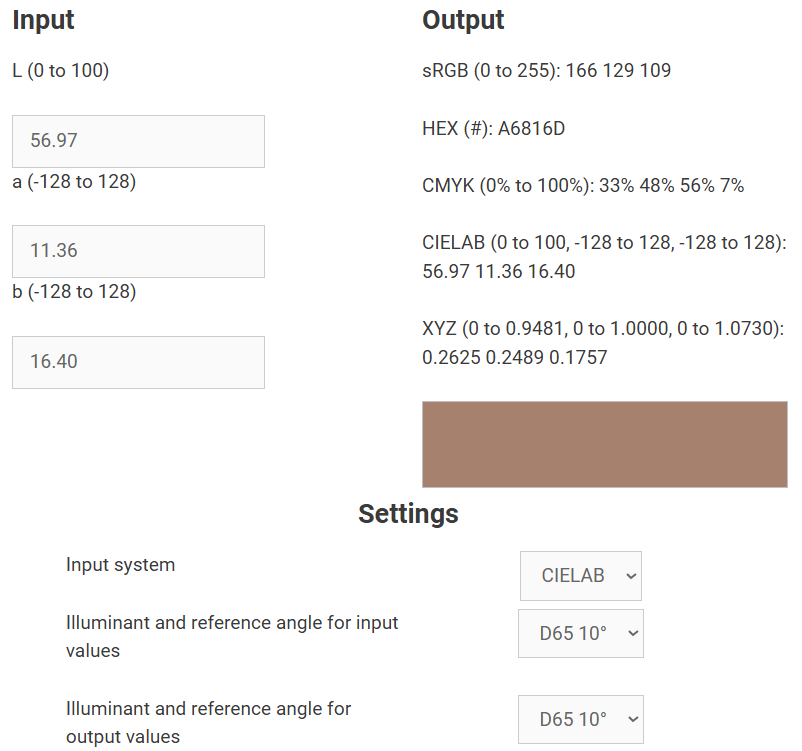 Input
L (0 to 100)
56.97
a (-128 to 128)
11.36
b (-128 to 128)
16.40
Output
sRGB (0 to 255): 166 129 109
HEX (#): A6816D
CMYK (0% to 100%): 33% 48% 56% 7%
CIELAB (0 to 100, -128 to 128, -128 to 128):
56.97 11.36 16.40
XYZ (0 to 0.9481, 0 to 1.0000, 0 to 1.0730):
0.2625 0.2489 0.1757
Settings
Input system
CIELAB
Illuminant and reference angle for input
values
D65 10°
Illuminant and reference angle for
output values
D65 10°